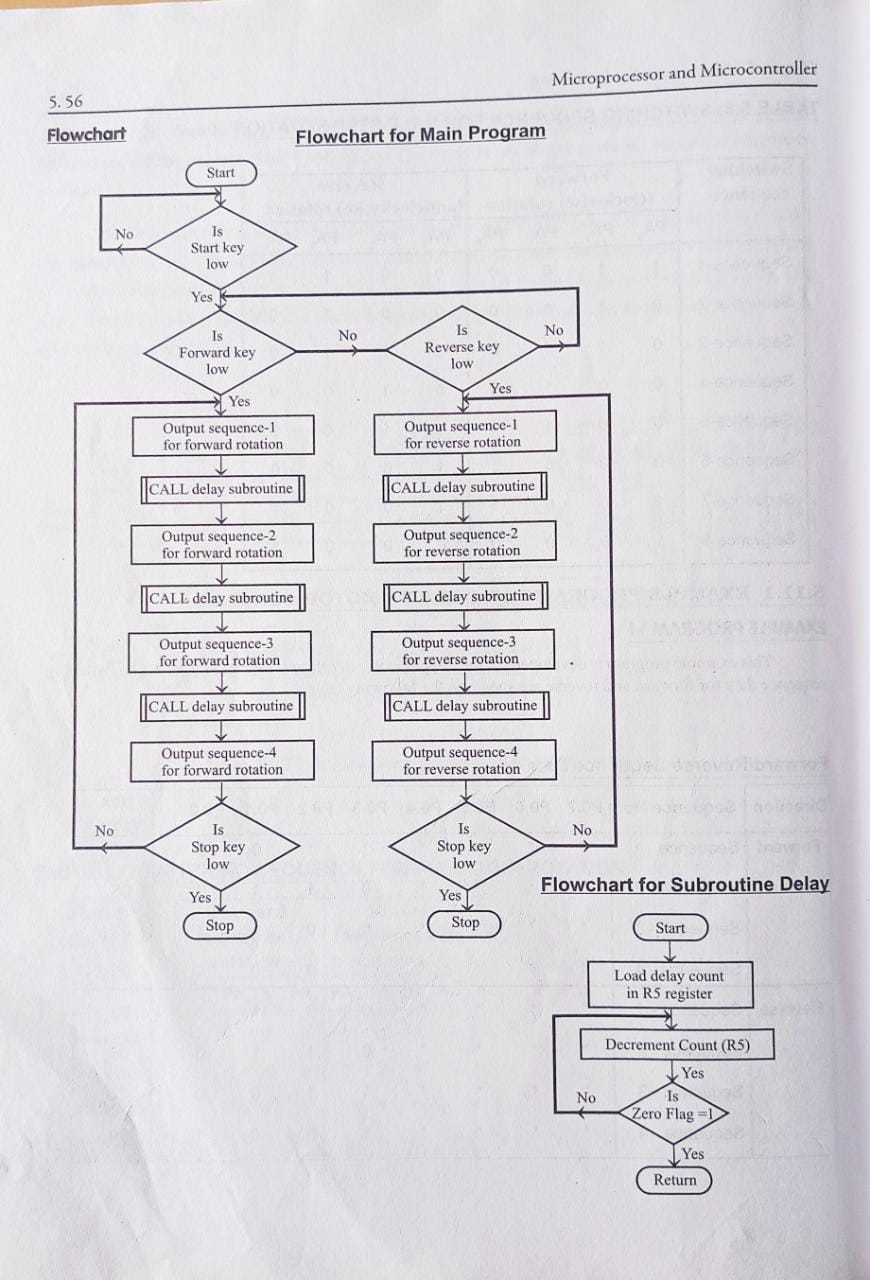 5. 56
Microprocessor and Microcontroller
Flowchart
Flowchart for Main Program
Start
No
Is
Start key
low
Yes
Is
Forward key
low
No
Is
Reverse key
low
No
Yes
Yes
Output sequence-1
for forward rotation
CALL delay subroutine
Output sequence-2
for forward rotation
CALL delay subroutine
Output sequence-3
for forward rotation
CALL delay subroutine
Output sequence-4
for forward rotation
No
Is
Stop key
low
Yes
Stop
Output sequence-1
for reverse rotation
CALL delay subroutine
Output sequence-2
for reverse rotation
CALL delay subroutine
Output sequence-3
for reverse rotation
CALL delay subroutine
Output sequence-4
for reverse rotation
Is
Stop key
low
No
Yes
Stop
Flowchart for Subroutine Delay
Start
Load delay count
in R5 register
Decrement Count (R5)
Yes
No
Is
Zero Flag =1
Yes
Return